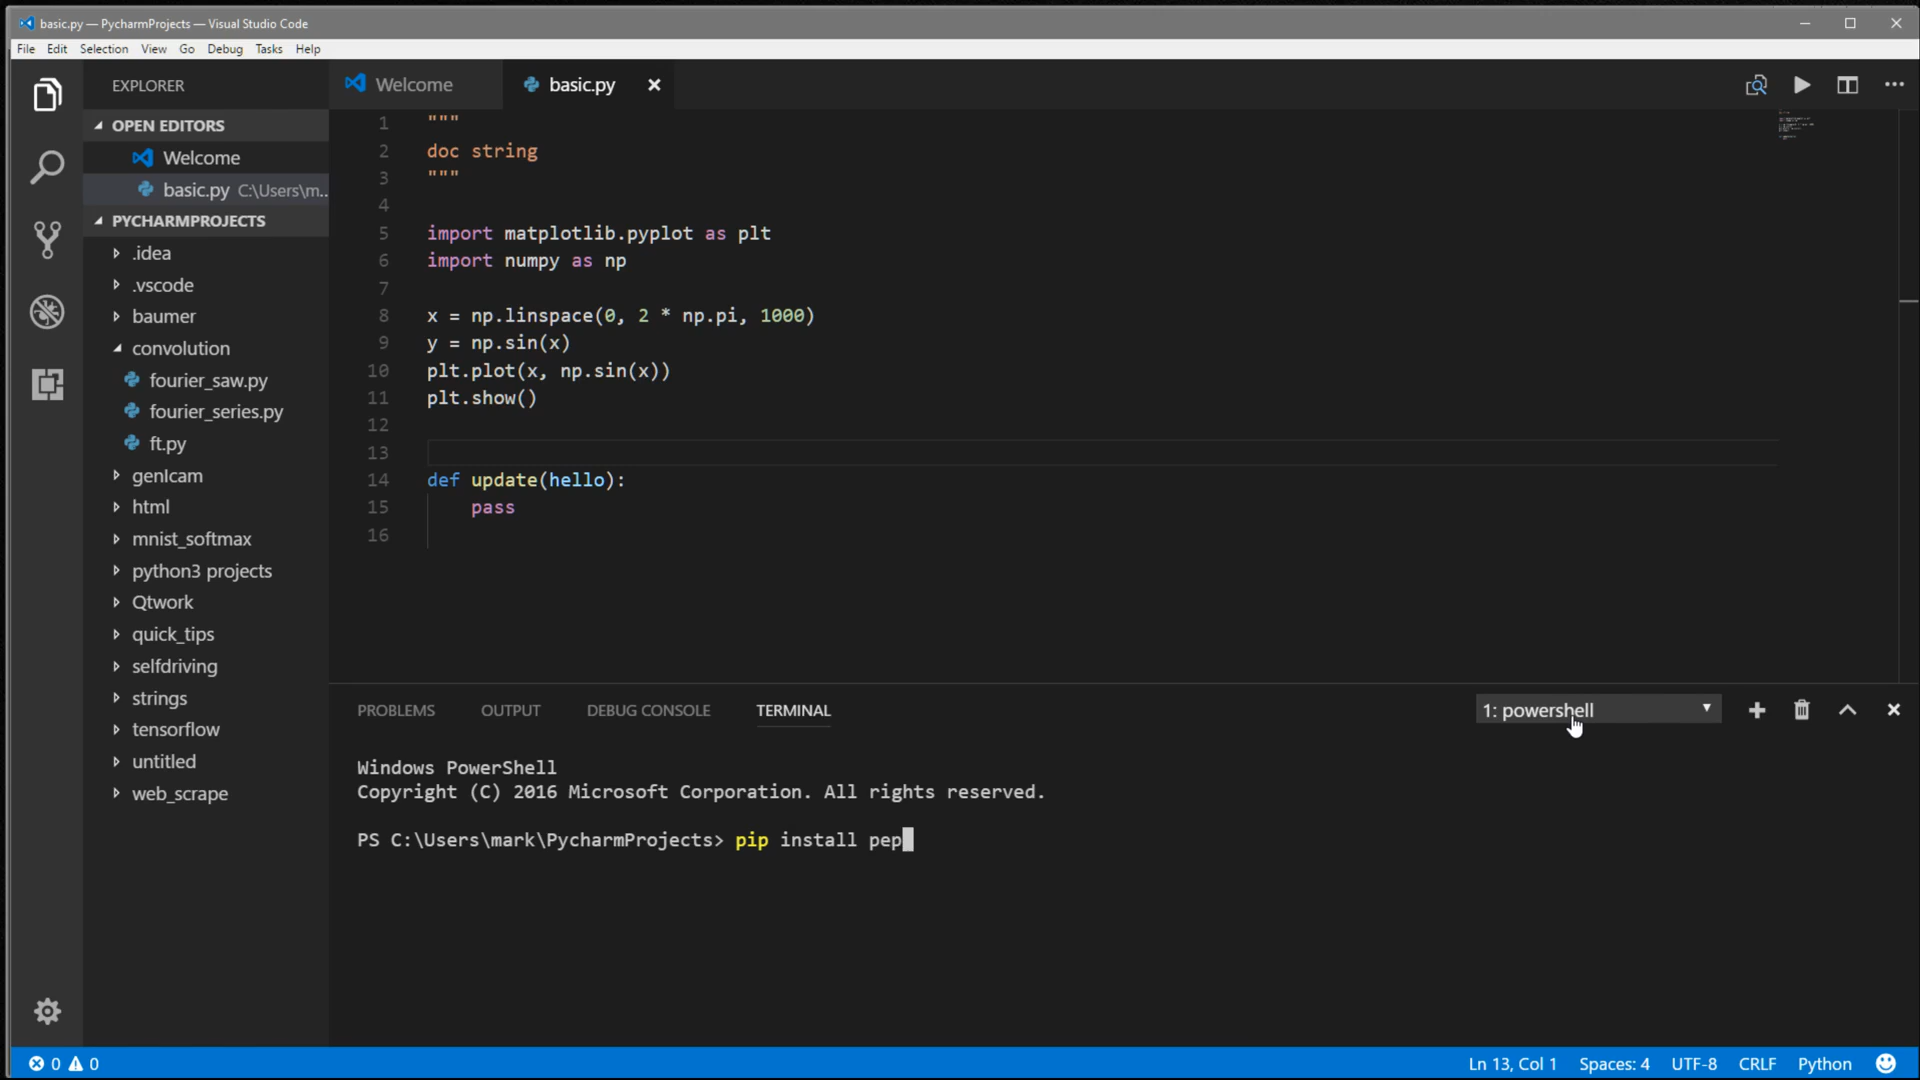 basic.py — PycharmProjects — Visual Studio Code
File Edit Selection View Go Debug Tasks Help
EXPLORER
OPEN EDITORS
Welcome
basic.py C:\Users\m..
PYCHARMPROJECTS
.idea
.vscode
baumer
convolution
fourier_saw.py
fourier_series.py
ft.py
genIcam
html
mnist_softmax
python3 projects
Qtwork
quick_tips
selfdriving
strings
tensorflow
untitled
web_scrape
Welcome basic.py
1 """
2 doc string
3 """
4
5 import matplotlib.pyplot as plt
6 import numpy as np
7
8 x = np.linspace(0, 2 * np.pi, 1000)
9 y = np.sin(x)
10 plt.plot(x, np.sin(x))
11 plt.show()
12
13
14 def update(hello):
15 pass
16
PROBLEMS OUTPUT DEBUG CONSOLE TERMINAL 1: powershell
Windows PowerShell
Copyright (C) 2016 Microsoft Corporation. All rights reserved.
PS C:\Users\mark\PycharmProjects> pip install pep
0 0 Ln 13, Col 1 Spaces: 4 UTF-8 CRLF Python